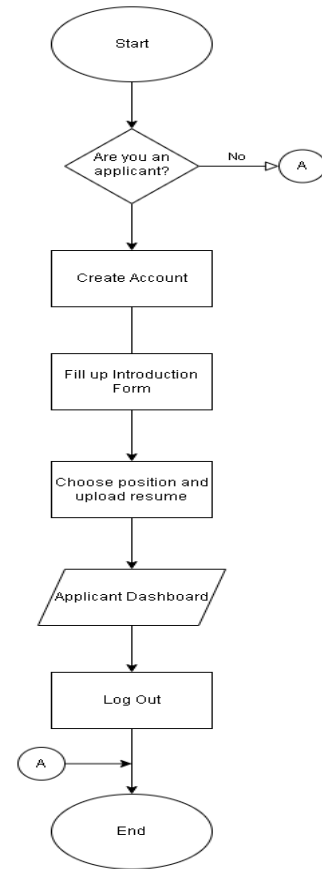 Start
Are you an
applicant?
No
A
Create Account
Fill up Introduction
Form
Choose position and
upload resume
Applicant Dashboard
Log Out
A
End